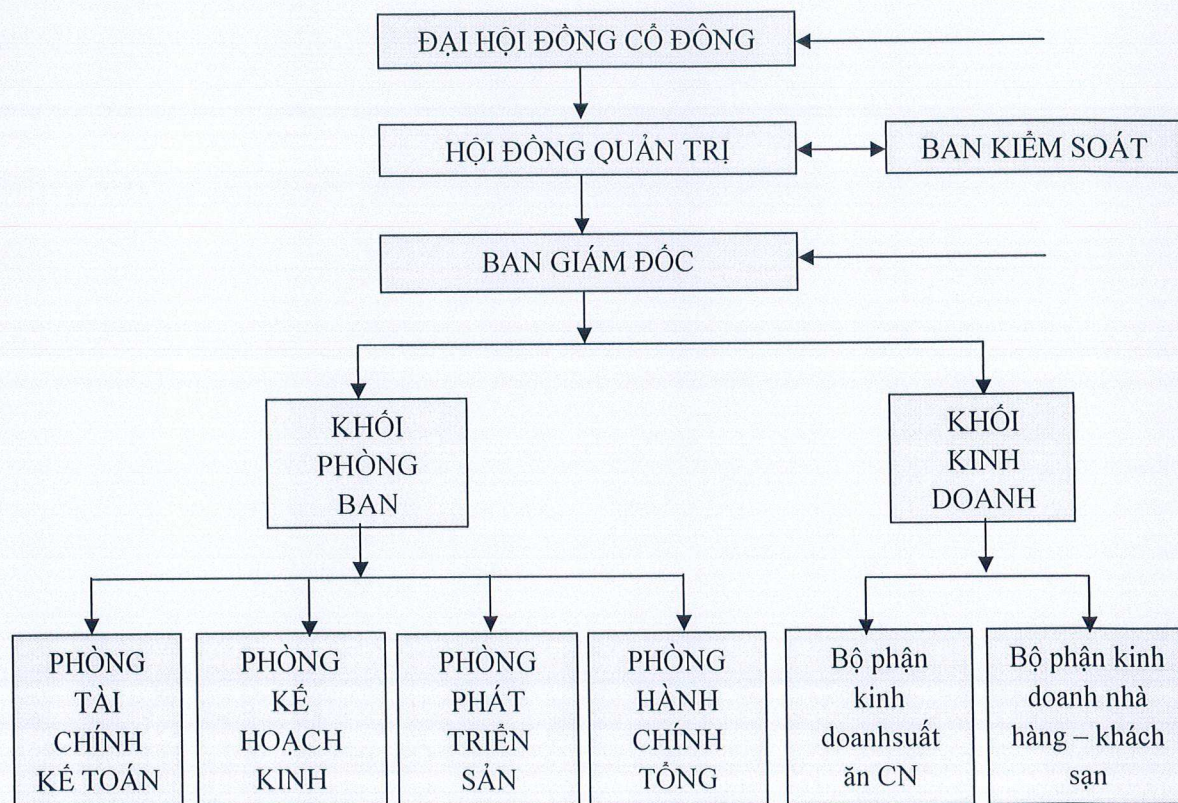 ĐẠI HỘI ĐỒNG CỔ ĐÔNG
HỘI ĐỒNG QUẢN TRỊ
BAN KIỂM SOÁT
BAN GIÁM ĐỐC
KHỐI
PHÒNG
BAN
KHỐI
KINH
DOANH
PHÒNG
TÀI
CHÍNH
KẾ TOÁN
PHÒNG
KẾ
HOẠCH
KINH
PHÒNG
PHÁT
TRIỂN
SẢN
PHÒNG
HÀNH
CHÍNH
TỔNG
Bộ phận
kinh
doanhsuất
ăn CN
Bộ phận kinh
doanh nhà
hàng – khách
sạn